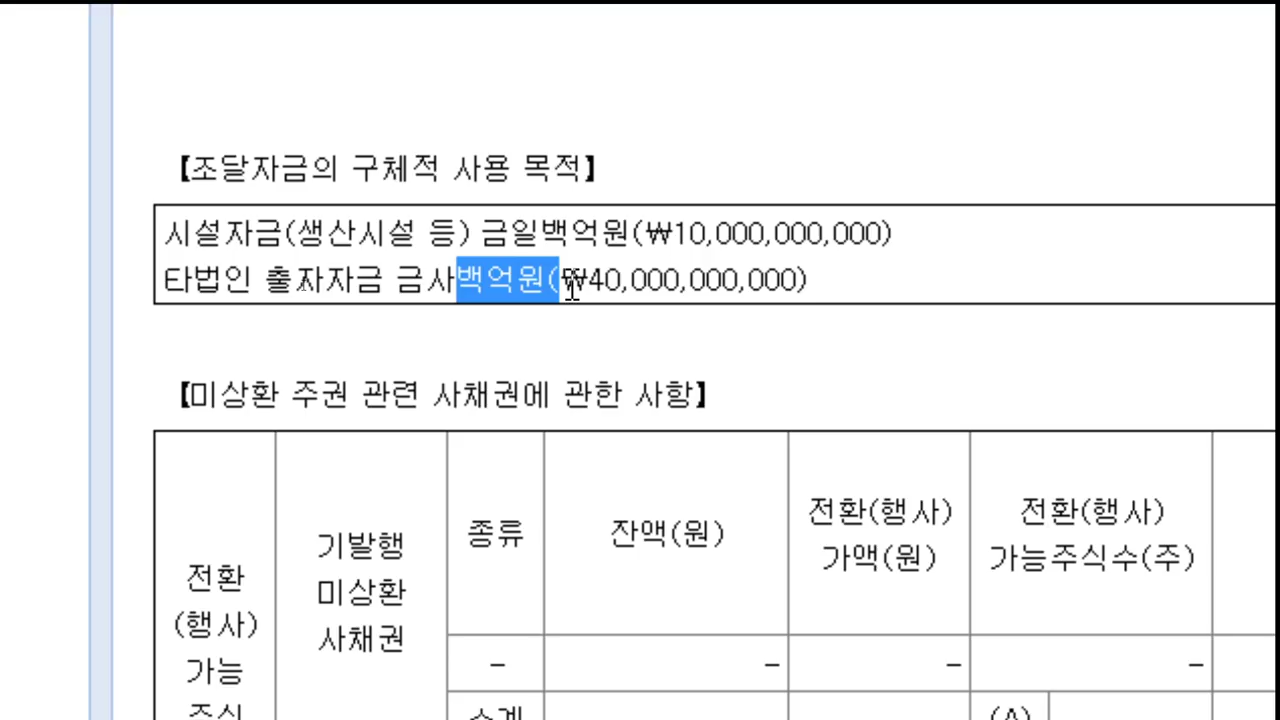 【조달자금의 구체적 사용 목적】
시설자금(생산시설 등) 금일백억원(₩10,000,000,000)
타법인 출자자금 금사백억원(₩40,000,000,000)
【미상환 주권 관련 사채권에 관한 사항】
전환
(행사)
가능
주식
기발행
미상환
사채권
종류
잔액(원)
전환(행사)
가액(원)
전환(행사)
가능주식수(주)
–
–
–
–
소계
(A)